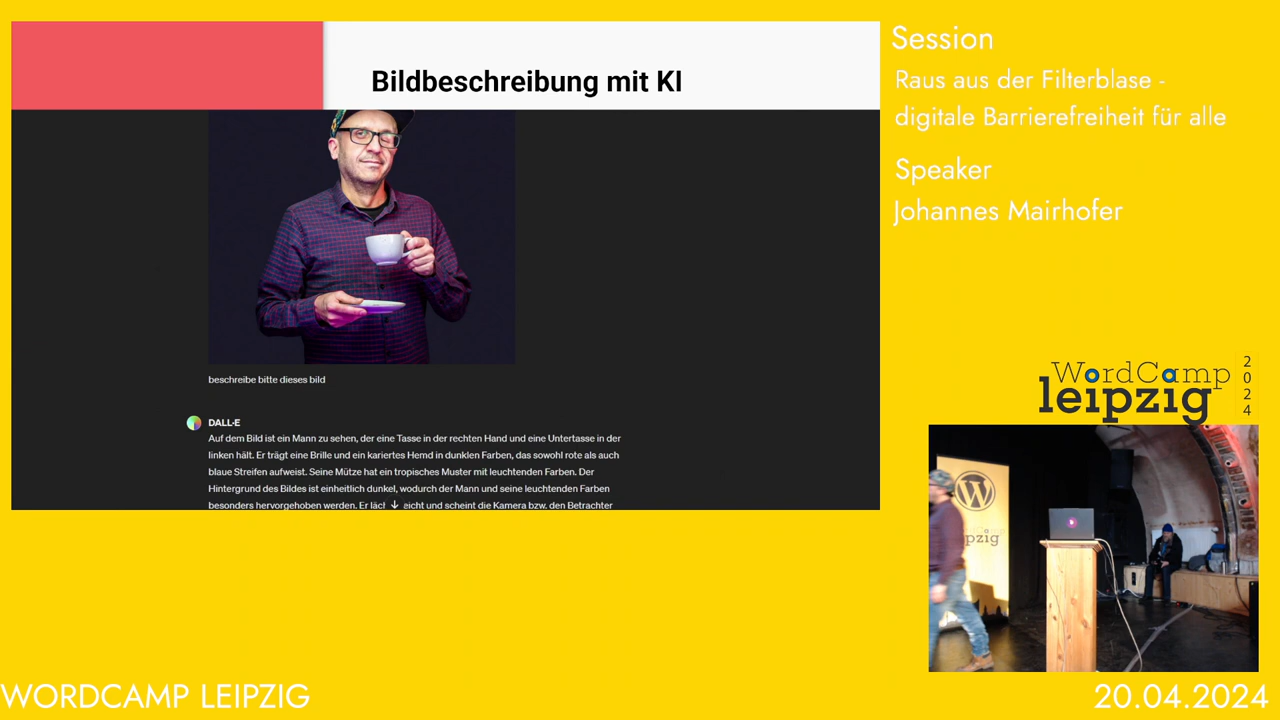 Bildbeschreibung mit KI
beschreibe bitte dieses bild
DALL·E
Auf dem Bild ist ein Mann zu sehen, der eine Tasse in der rechten Hand und eine Untertasse in der
linken hält. Er trägt eine Brille und ein kariertes Hemd in dunklen Farben, das sowohl rote als auch
blaue Streifen aufweist. Seine Mütze hat ein tropisches Muster mit leuchtenden Farben. Der
Hintergrund des Bildes ist einheitlich dunkel, wodurch der Mann und seine leuchtenden Farben
besonders hervorgehoben werden. Er läc eicht und scheint die Kamera bzw. den Betrachter
Session
Raus aus der Filterblase -
digitale Barrierefreiheit für alle
Speaker
Johannes Mairhofer
WordCamp
leipzig
2024
WordCamp
ipzig
WORDCAMP LEIPZIG
20.04.2024